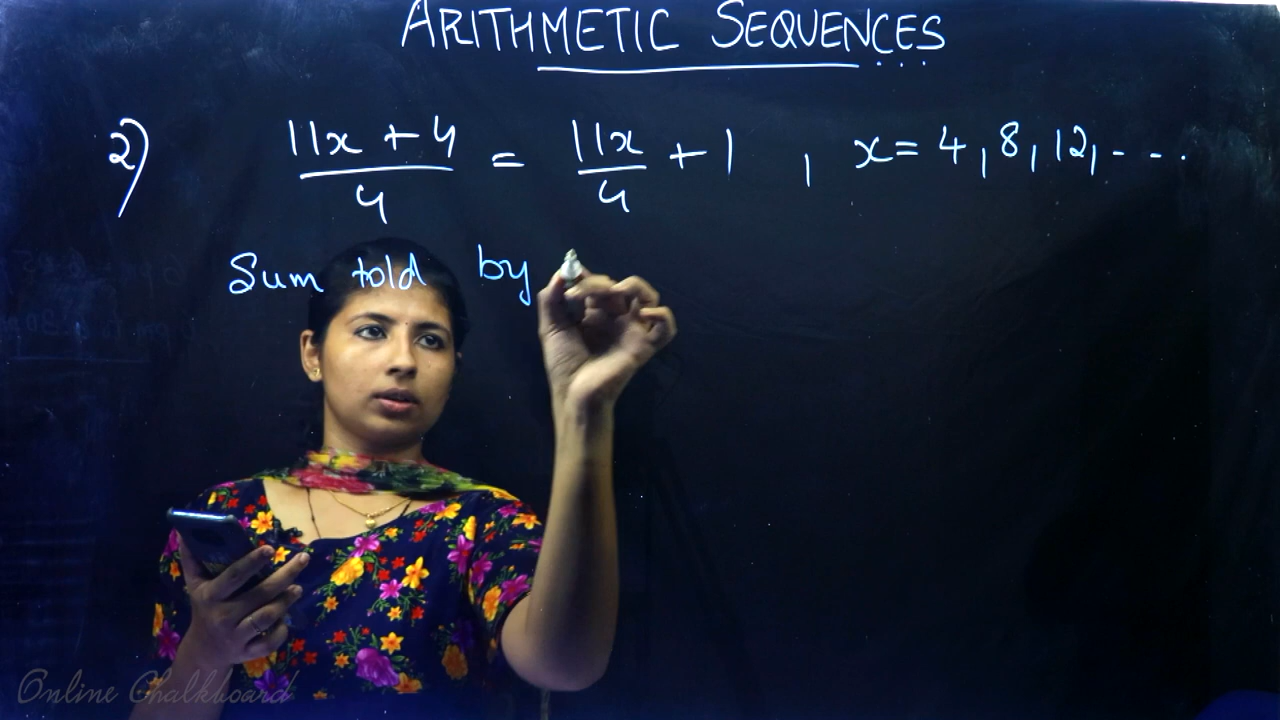 ARITHMETIC SEQUENCES
2) (11x + 4)/4 = 11x/4 + 1 , x = 4, 8, 12, - - .
Sum told by
Online Chalkboard